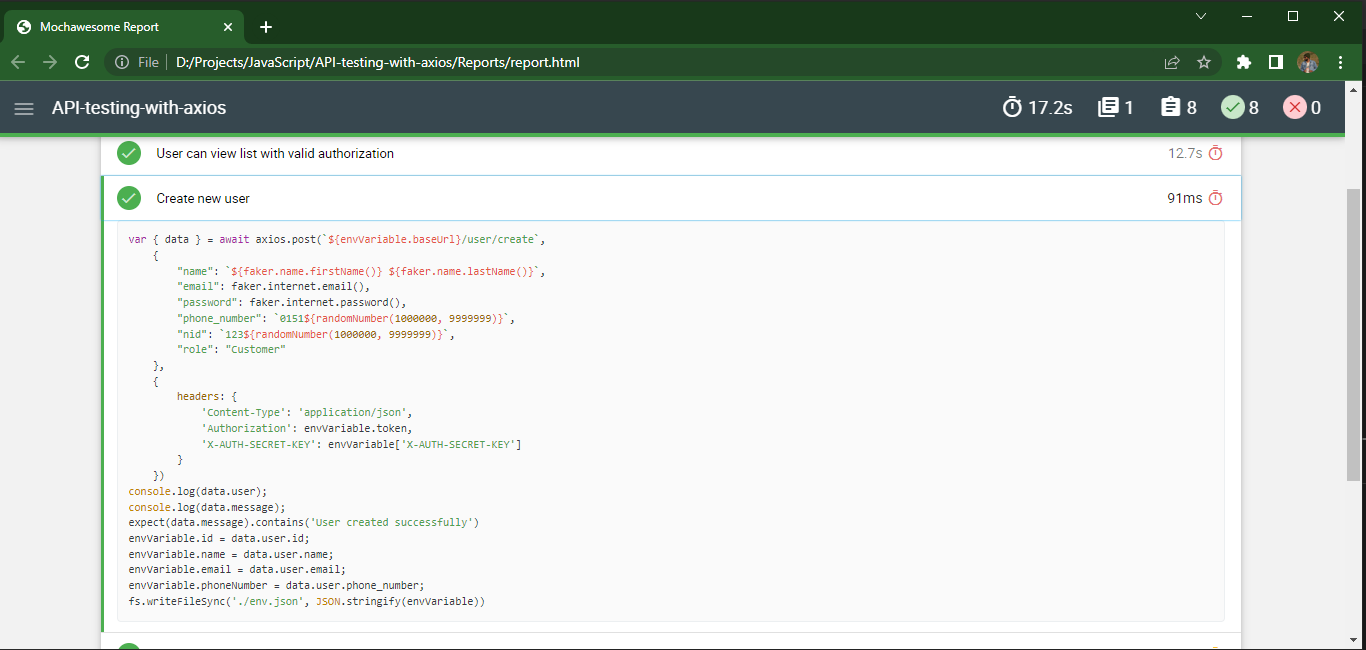 Mochawesome Report
File D:/Projects/JavaScript/API-testing-with-axios/Reports/report.html
API-testing-with-axios 17.2s 1 8 8 0
User can view list with valid authorization 12.7s
Create new user 91ms
var { data } = await axios.post(`${envVariable.baseUrl}/user/create`,
    {
        "name": `${faker.name.firstName()} ${faker.name.lastName()}`,
        "email": faker.internet.email(),
        "password": faker.internet.password(),
        "phone_number": `0151${randomNumber(1000000, 9999999)}`,
        "nid": `123${randomNumber(1000000, 9999999)}`,
        "role": "Customer"
    },
    {
        headers: {
            'Content-Type': 'application/json',
            'Authorization': envVariable.token,
            'X-AUTH-SECRET-KEY': envVariable['X-AUTH-SECRET-KEY']
        }
    })
console.log(data.user);
console.log(data.message);
expect(data.message).contains('User created successfully')
envVariable.id = data.user.id;
envVariable.name = data.user.name;
envVariable.email = data.user.email;
envVariable.phoneNumber = data.user.phone_number;
fs.writeFileSync('./env.json', JSON.stringify(envVariable))